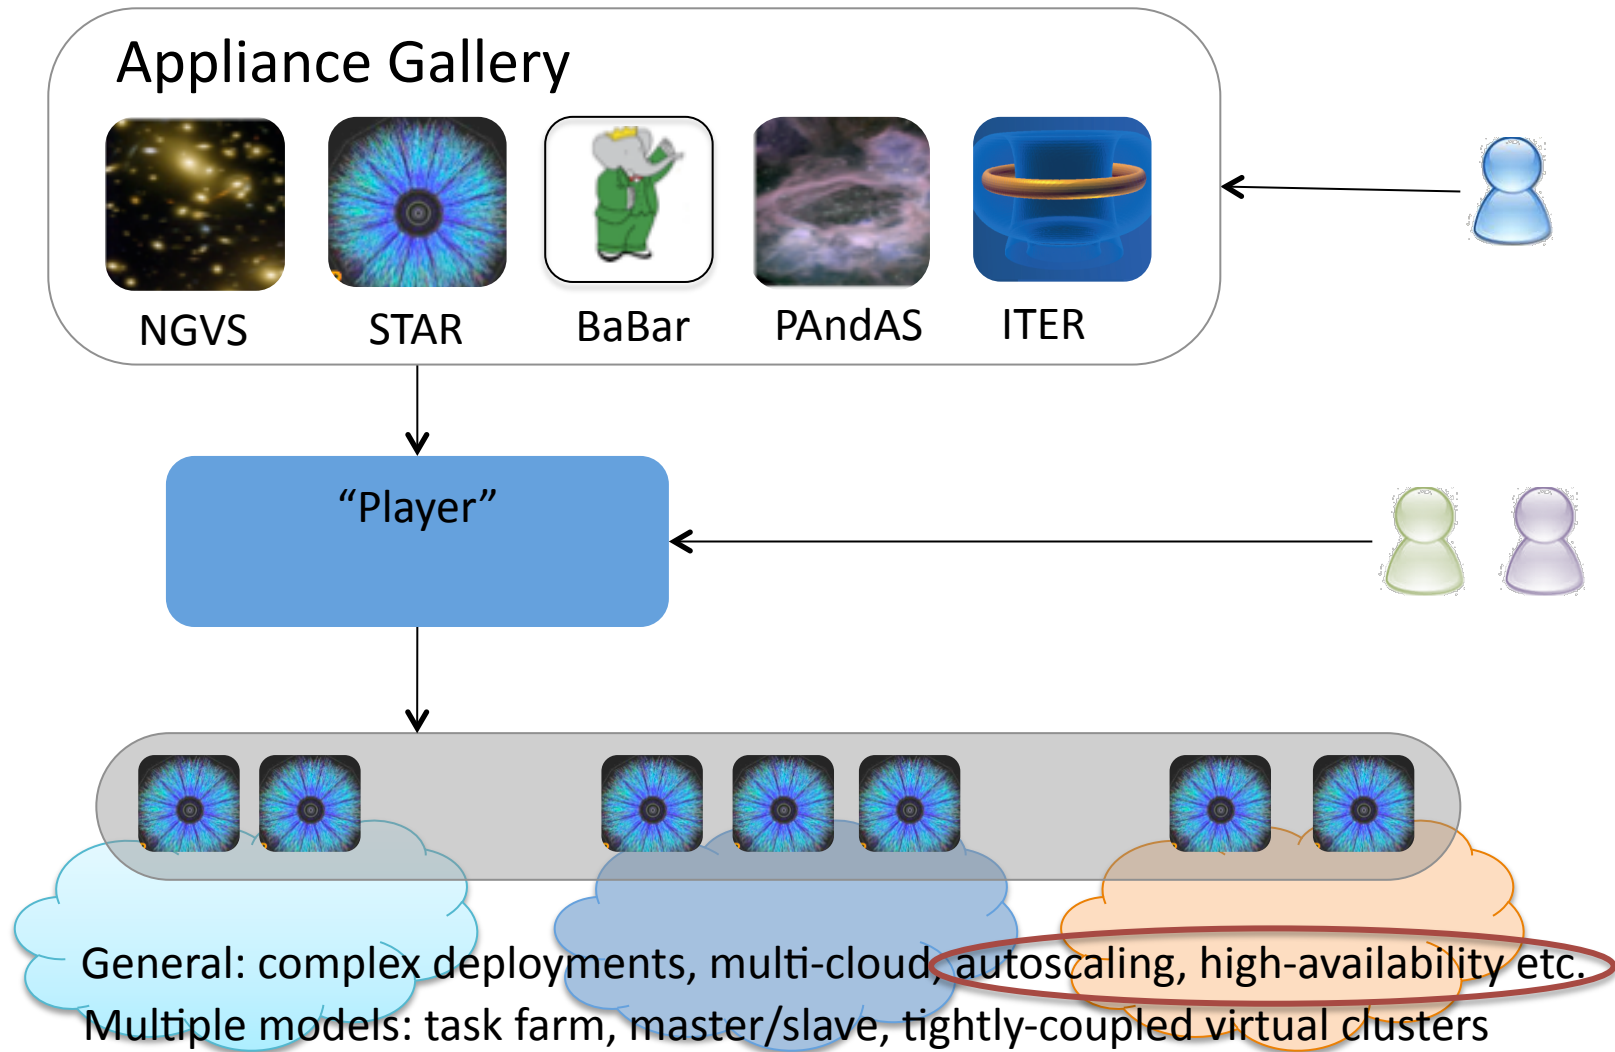 Appliance Gallery
NGVS
STAR
BaBar
PAndAS
ITER
“Player”
General: complex deployments, multi-cloud, autoscaling, high-availability etc.
Multiple models: task farm, master/slave, tightly-coupled virtual clusters